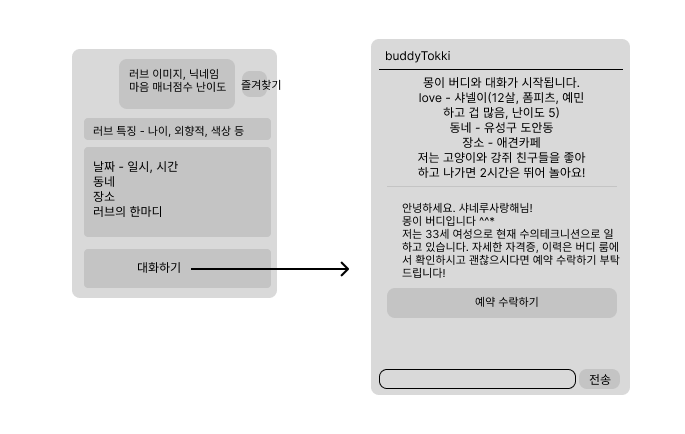 러브 이미지, 닉네임
마음 매너점수 난이도
즐겨찾기
러브 특징 - 나이, 외향적, 색상 등
날짜 - 일시, 시간
동네
장소
러브의 한마디
대화하기
buddyTokki
몽이 버디와 대화가 시작됩니다.
love - 샤넬이(12살, 폼피츠, 예민
하고 겁 많음, 난이도 5)
동네 - 유성구 도안동
장소 - 애견카페
저는 고양이와 강쥐 친구들을 좋아
하고 나가면 2시간은 뛰어 놀아요!
안녕하세요. 샤네루사랑해님!
몽이 버디입니다 ^^*
저는 33세 여성으로 현재 수의테크니션으로 일
하고 있습니다. 자세한 자격증, 이력은 버디 룸에
서 확인하시고 괜찮으시다면 예약 수락하기 부탁
드립니다!
예약 수락하기
전송